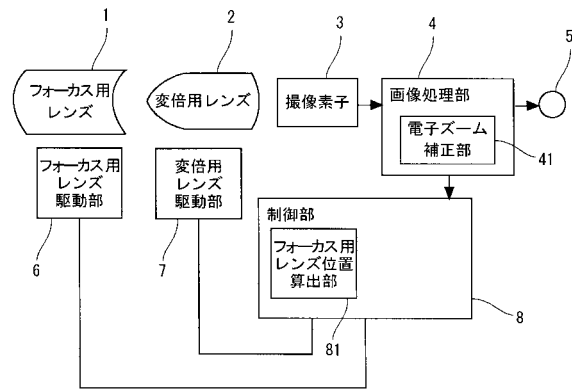 1
2
3
4
5
フォーカス用
レンズ
変倍用レンズ
撮像素子
画像処理部
電子ズーム
補正部
41
フォーカス用
レンズ
駆動部
6
変倍用
レンズ
駆動部
7
制御部
フォーカス用
レンズ位置
算出部
81
8